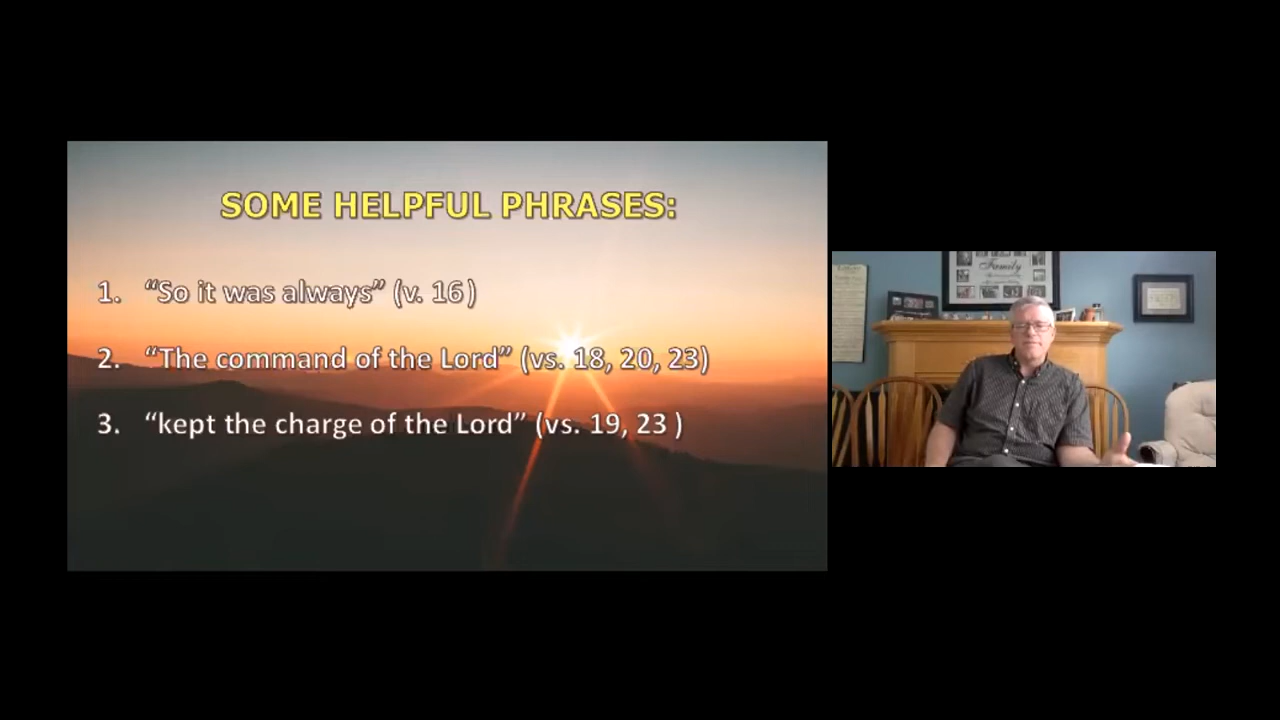 SOME HELPFUL PHRASES:
1. “So it was always” (v. 16)
2. “The command of the Lord” (vs. 18, 20, 23)
3. “kept the charge of the Lord” (vs. 19, 23 )
Family